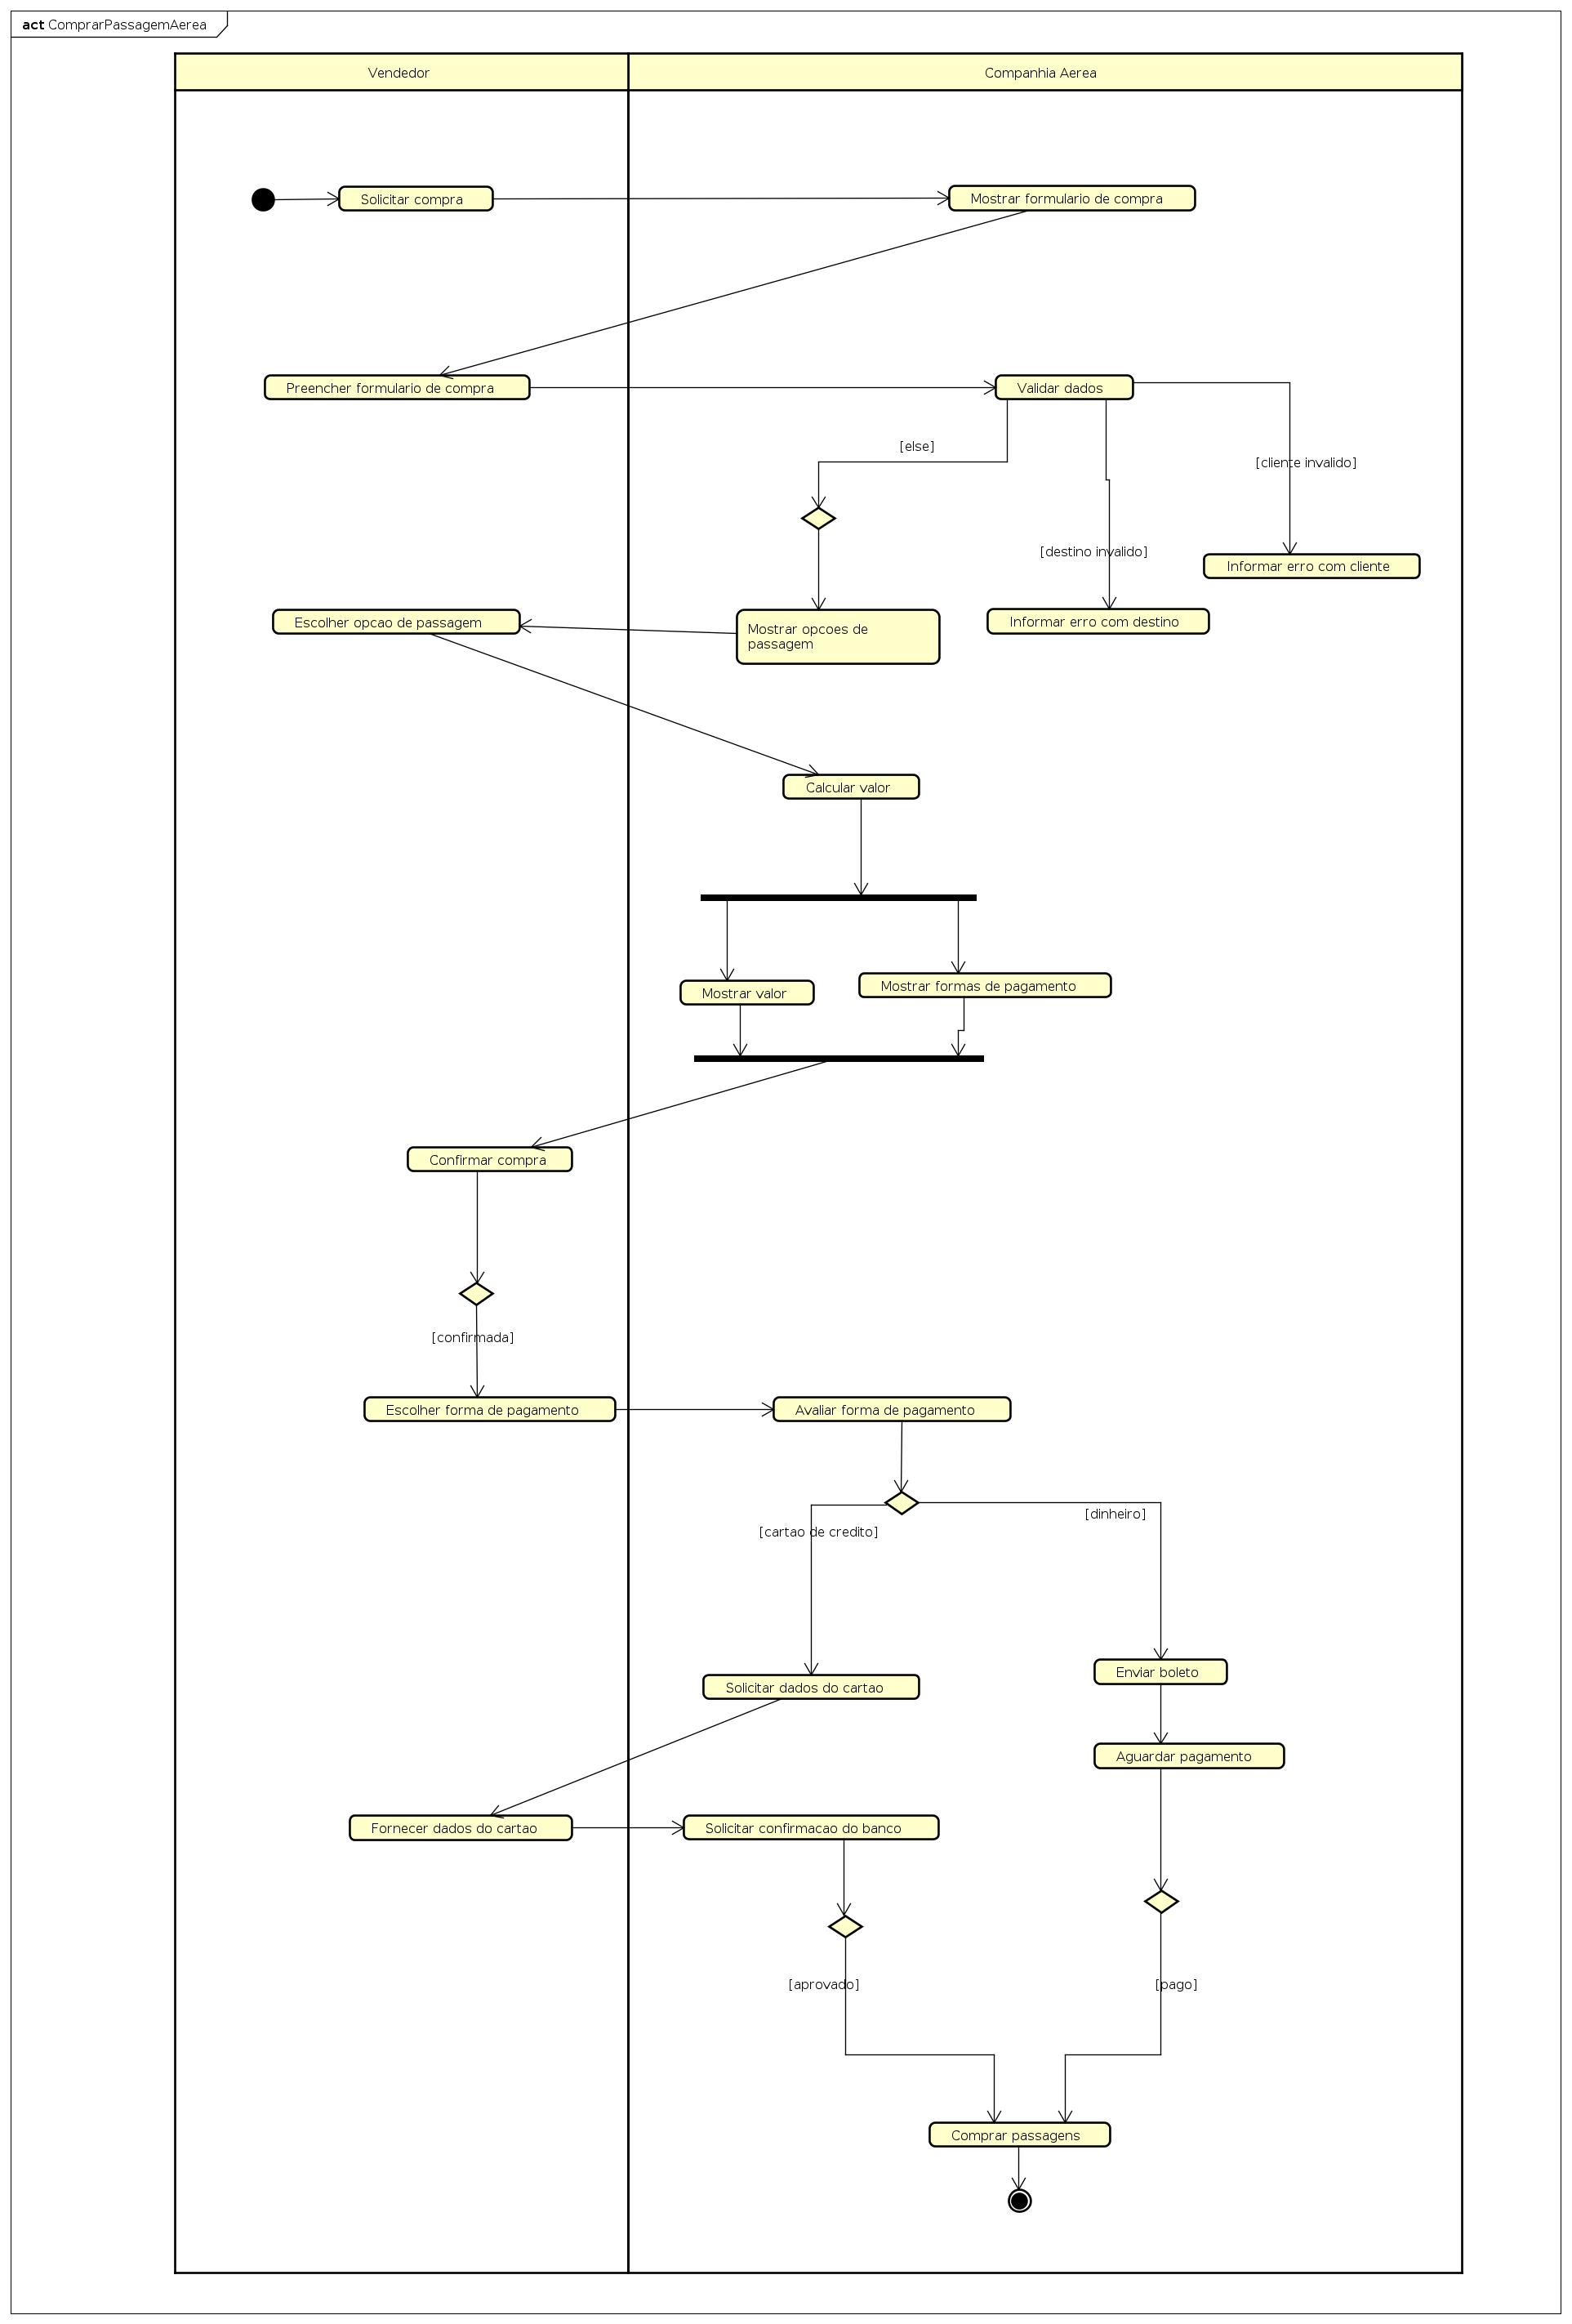 act ComprarPassagemAerea
Vendedor
Companhia Aerea
Solicitar compra
Mostrar formulario de compra
Preencher formulario de compra
Validar dados
[else]
[cliente invalido]
[destino invalido]
Informar erro com cliente
Escolher opcao de passagem
Mostrar opcoes de
passagem
Informar erro com destino
Calcular valor
Mostrar valor
Mostrar formas de pagamento
Confirmar compra
[confirmada]
Escolher forma de pagamento
Avaliar forma de pagamento
[cartao de credito]
[dinheiro]
Solicitar dados do cartao
Enviar boleto
Aguardar pagamento
Fornecer dados do cartao
Solicitar confirmacao do banco
[aprovado]
[pago]
Comprar passagens